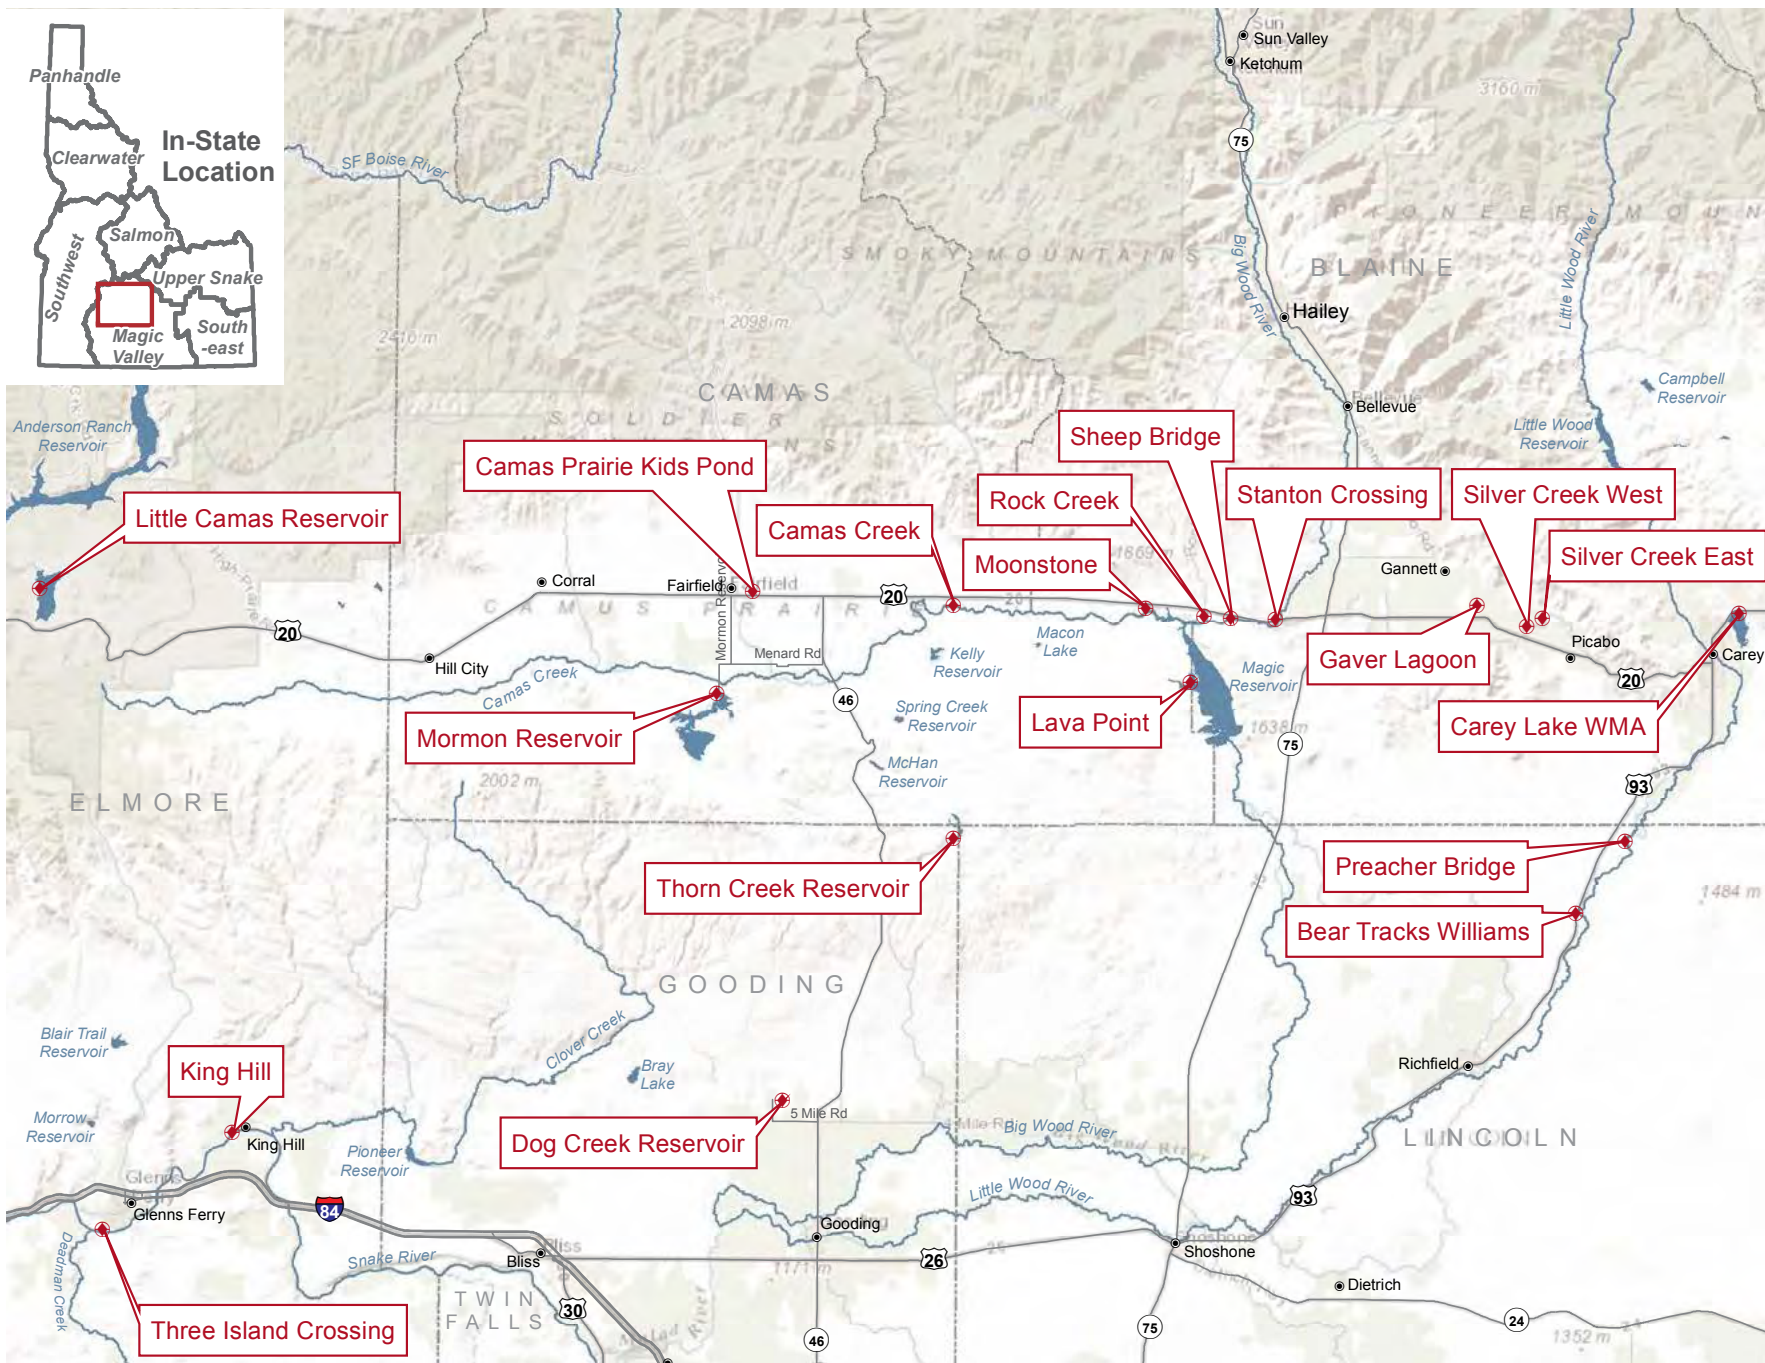 Panhandle
Clearwater
In-State
Location
Salmon
Southwest
Upper Snake
Magic
Valley
South
-east
Sun
Sun Valley
Ketchum
3160 m
75
SF Boise River
PIONEER MOUN
SMOKY MOUNTAINS
Big Wood River
BLAINE
Little Wood River
Hailey
2098 m
2416 m
CAMAS
SOLDIER
Campbell
Reservoir
Bellevue
Anderson Ranch
Reservoir
Little Wood
Reservoir
Sheep Bridge
Camas Prairie Kids Pond
Rock Creek
Stanton Crossing
Silver Creek West
Little Camas Reservoir
Camas Creek
Silver Creek East
Moonstone
1869 m
Gannett
Corral
Fairfield
20
CAMUS PRAIRIE
Mormon Reservoir
20
Hill City
Menard Rd
Macon
Lake
Kelly
Reservoir
Camas Creek
Magic
Reservoir
Gaver Lagoon
Picabo
Carey
20
46
Spring Creek
Reservoir
Mormon Reservoir
Lava Point
Carey Lake WMA
1638 m
75
McHan
Reservoir
2002 m
93
ELMORE
Thorn Creek Reservoir
Preacher Bridge
1484 m
Bear Tracks Williams
GOODING
Clover Creek
Blair Trail
Reservoir
King Hill
Bray
Lake
Richfield
Morrow
Reservoir
King Hill
5 Mile Rd
Dog Creek Reservoir
Big Wood River
LINCOLN
Pioneer
Reservoir
Glenns Ferry
84
Little Wood River
93
Gooding
Shoshone
Deadman Creek
Snake River
Bliss
26
1171 m
Dietrich
TWIN
FALLS
30
Three Island Crossing
46
75
24
1352 m